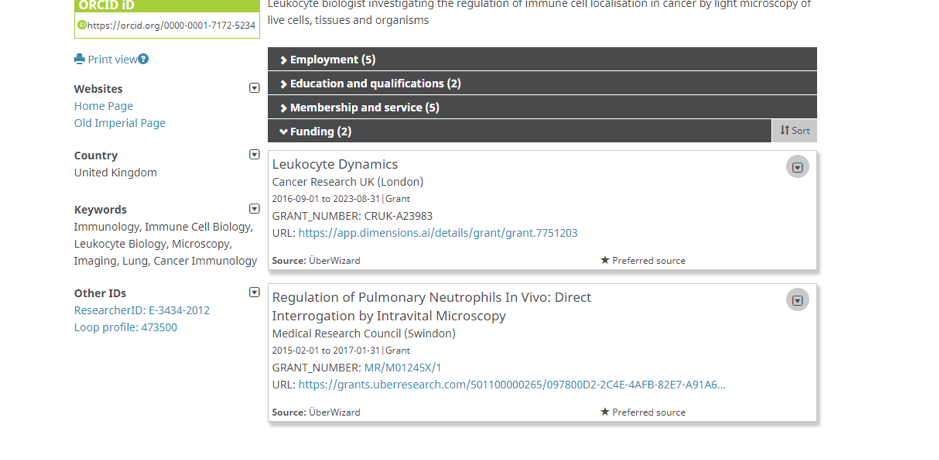 ORCID iD
https://orcid.org/0000-0001-7172-5234
Print view
Websites
Home Page
Old Imperial Page
Country
United Kingdom
Keywords
Immunology, Immune Cell Biology,
Leukocyte Biology, Microscopy,
Imaging, Lung, Cancer Immunology
Other IDs
ResearcherID: E-3434-2012
Loop profile: 473500
Leukocyte biologist investigating the regulation of immune cell localisation in cancer by light microscopy of
live cells, tissues and organisms
Employment (5)
Education and qualifications (2)
Membership and service (5)
Funding (2)
Sort
Leukocyte Dynamics
Cancer Research UK (London)
2016-09-01 to 2023-08-31|Grant
GRANT_NUMBER: CRUK-A23983
URL: https://app.dimensions.ai/details/grant/grant.7751203
Source: ÜberWizard ★ Preferred source
Regulation of Pulmonary Neutrophils In Vivo: Direct
Interrogation by Intravital Microscopy
Medical Research Council (Swindon)
2015-02-01 to 2017-01-31|Grant
GRANT_NUMBER: MR/M01245X/1
URL: https://grants.uberresearch.com/501100000265/097800D2-2C4E-4AFB-82E7-A91A6...
Source: ÜberWizard ★ Preferred source